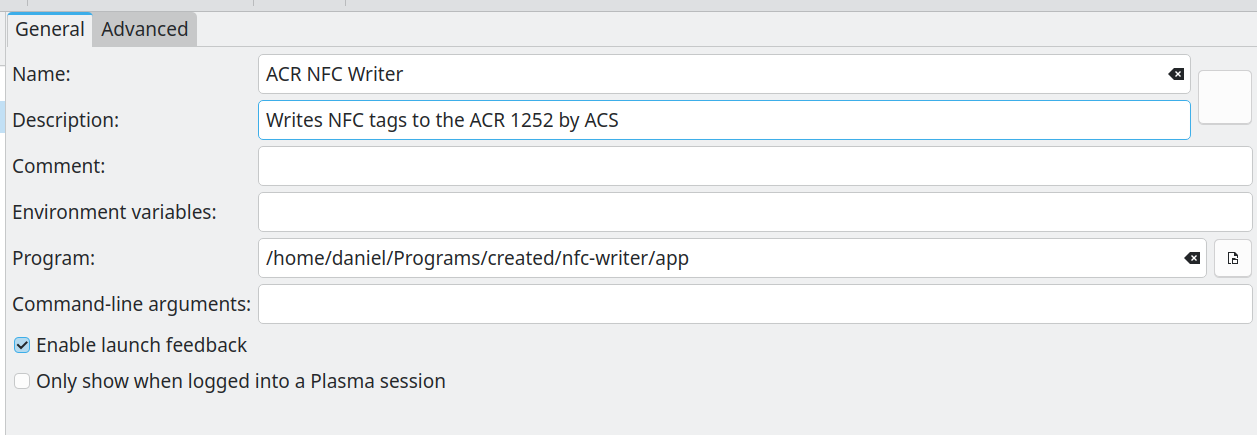 General Advanced
Name: ACR NFC Writer
Description: Writes NFC tags to the ACR 1252 by ACS
Comment:
Environment variables:
Program: /home/daniel/Programs/created/nfc-writer/app
Command-line arguments:
Enable launch feedback
Only show when logged into a Plasma session